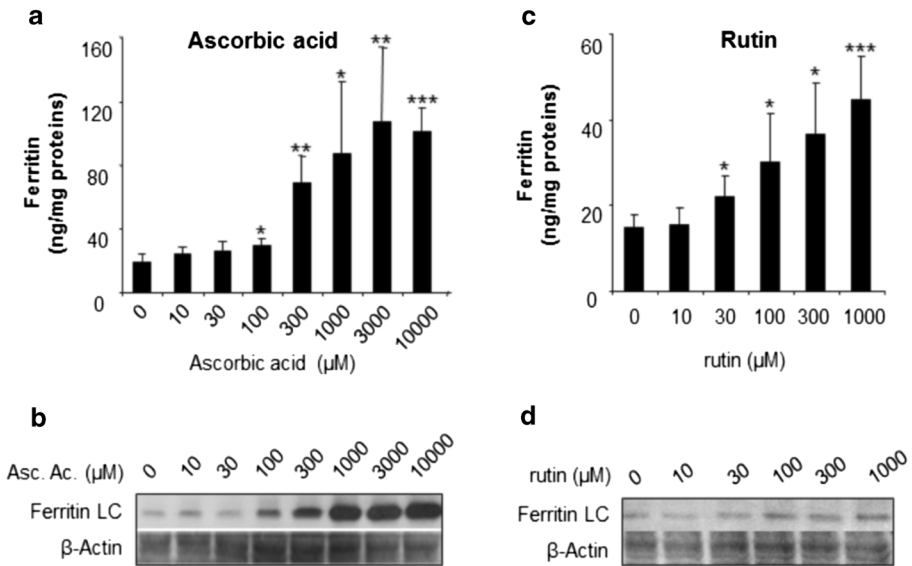 a
Ascorbic acid
Ferritin
(ng/mg proteins)
160
120
80
40
0
*
**
*
**
***
0 10 30 100 300 1000 3000 10000
Ascorbic acid (µM)
c
Rutin
Ferritin
(ng/mg proteins)
60
40
20
0
*
*
*
***
0 10 30 100 300 1000
rutin (µM)
b
Asc. Ac. (µM) 0 10 30 100 300 1000 3000 10000
Ferritin LC
β-Actin
d
rutin (µM) 0 10 30 100 300 1000
Ferritin LC
β-Actin